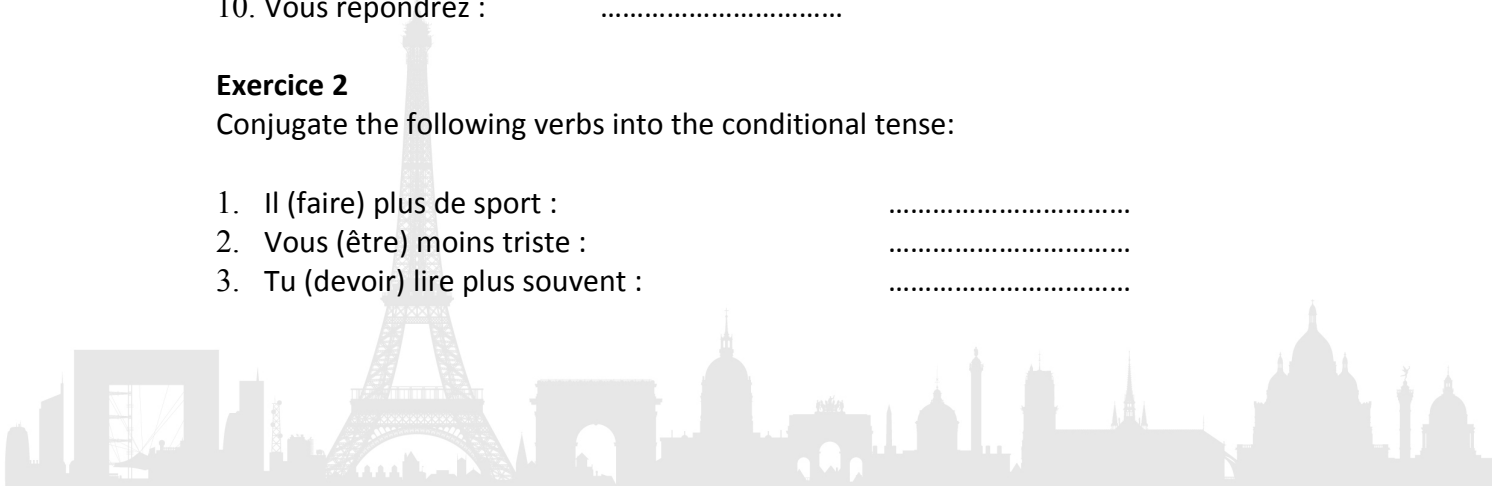 10. Vous répondrez : ……………………………
Exercice 2
Conjugate the following verbs into the conditional tense:
1. Il (faire) plus de sport : ……………………………
2. Vous (être) moins triste : ……………………………
3. Tu (devoir) lire plus souvent : ……………………………